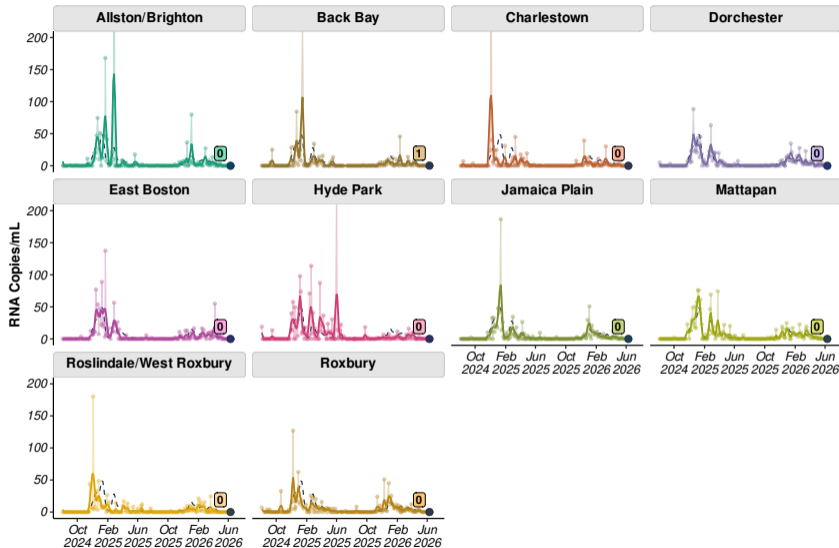 Allston/Brighton Back Bay Charlestown Dorchester
200
150
100
50
0
0 1 0 0
East Boston Hyde Park Jamaica Plain Mattapan
RNA Copies/mL
200
150
100
50
0
0 0 0 0
Oct 2024 Feb 2025 Jun 2025 Oct 2025 Feb 2026 Jun 2026
Oct 2024 Feb 2025 Jun 2025 Oct 2025 Feb 2026 Jun 2026
Roslindale/West Roxbury Roxbury
200
150
100
50
0
0 0
Oct 2024 Feb 2025 Jun 2025 Oct 2025 Feb 2026 Jun 2026
Oct 2024 Feb 2025 Jun 2025 Oct 2025 Feb 2026 Jun 2026